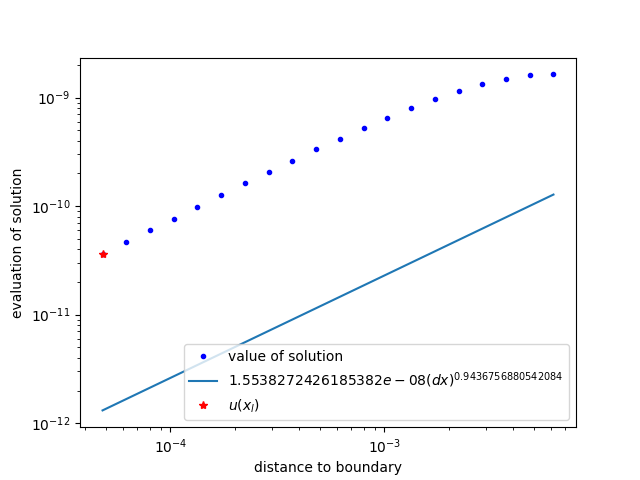 10⁻⁹
10⁻¹⁰
10⁻¹¹
10⁻¹²
evaluation of solution
value of solution
1.5538272426185382e − 08(dx)^0.9436756880542084
u(x_l)
10⁻⁴
10⁻³
distance to boundary